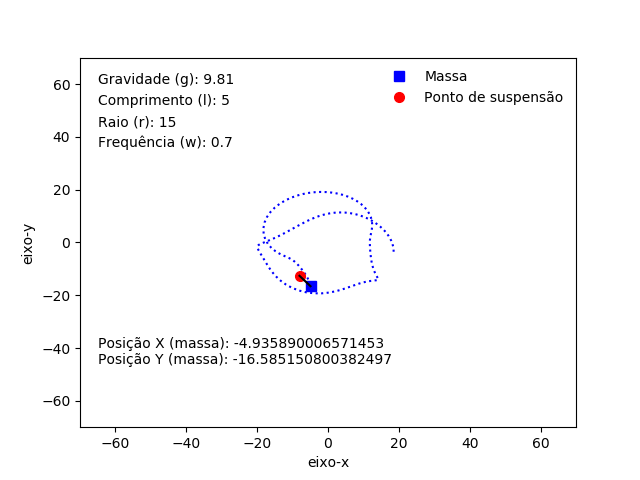 Gravidade (g): 9.81
Comprimento (l): 5
Raio (r): 15
Frequência (w): 0.7
Massa
Ponto de suspensão
60
40
20
0
−20
−40
−60
eixo-y
Posição X (massa): -4.935890006571453
Posição Y (massa): -16.585150800382497
−60
−40
−20
0
20
40
60
eixo-x